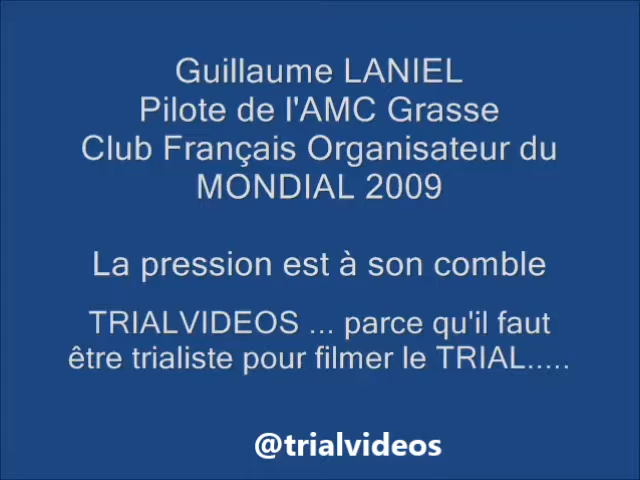 Guillaume LANIEL
Pilote de l'AMC Grasse
Club Français Organisateur du
MONDIAL 2009
La pression est à son comble
TRIALVIDEOS ... parce qu'il faut
être trialiste pour filmer le TRIAL.....
@trialvideos